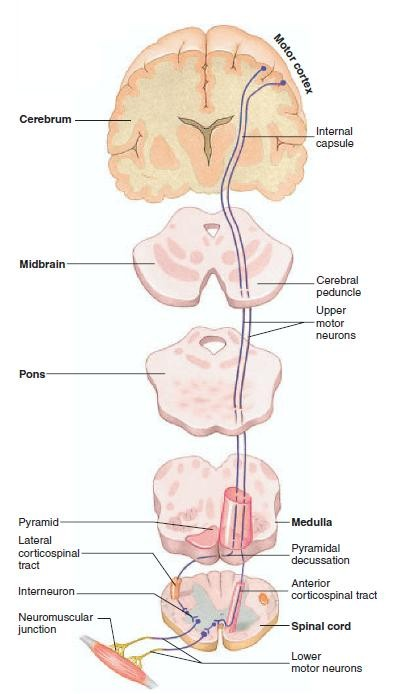 Motor cortex
Cerebrum
Internal
capsule
Midbrain
Cerebral
peduncle
Upper
motor
neurons
Pons
Pyramid
Medulla
Lateral
corticospinal
tract
Pyramidal
decussation
Interneuron
Anterior
corticospinal tract
Neuromuscular
junction
Spinal cord
Lower
motor neurons